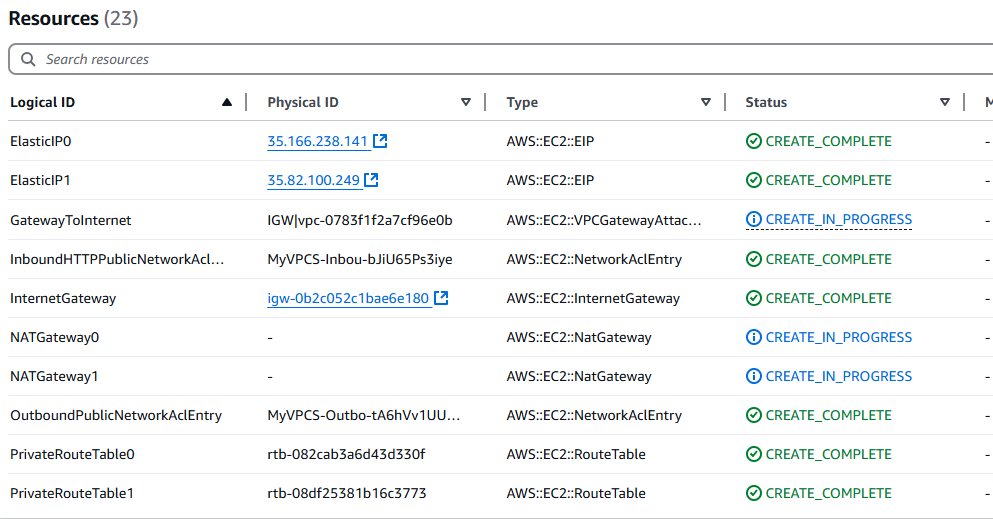 Resources (23)
Search resources
Logical ID Physical ID Type Status M
ElasticIP0 35.166.238.141 AWS::EC2::EIP CREATE_COMPLETE -
ElasticIP1 35.82.100.249 AWS::EC2::EIP CREATE_COMPLETE -
GatewayToInternet IGW|vpc-0783f1f2a7cf96e0b AWS::EC2::VPCGatewayAttac... CREATE_IN_PROGRESS -
InboundHTTPPublicNetworkAcl... MyVPCS-Inbou-bJiU65Ps3iye AWS::EC2::NetworkAclEntry CREATE_COMPLETE -
InternetGateway igw-0b2c052c1bae6e180 AWS::EC2::InternetGateway CREATE_COMPLETE -
NATGateway0 - AWS::EC2::NatGateway CREATE_IN_PROGRESS -
NATGateway1 - AWS::EC2::NatGateway CREATE_IN_PROGRESS -
OutboundPublicNetworkAclEntry MyVPCS-Outbo-tA6hVv1UU... AWS::EC2::NetworkAclEntry CREATE_COMPLETE -
PrivateRouteTable0 rtb-082cab3a6d43d330f AWS::EC2::RouteTable CREATE_COMPLETE -
PrivateRouteTable1 rtb-08df25381b16c3773 AWS::EC2::RouteTable CREATE_COMPLETE -